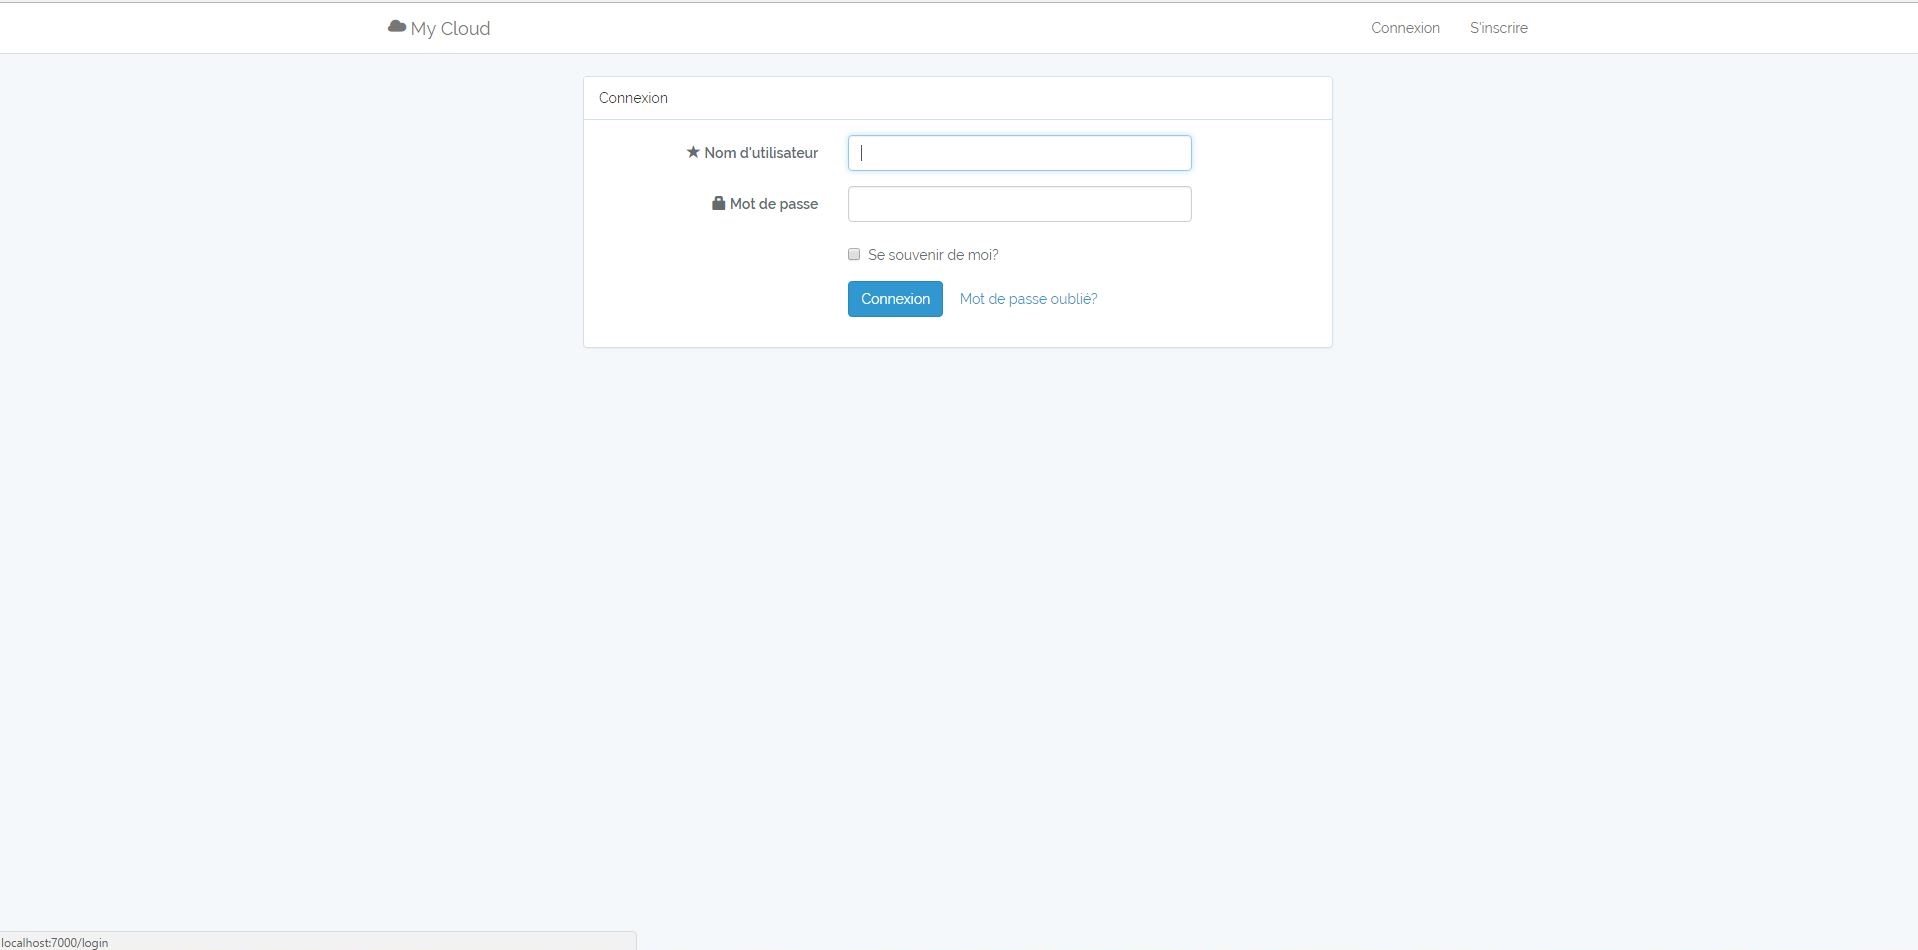 My Cloud
Connexion
S'inscrire
Connexion
Nom d'utilisateur
Mot de passe
Se souvenir de moi?
Connexion
Mot de passe oublié?
localhost:7000/login